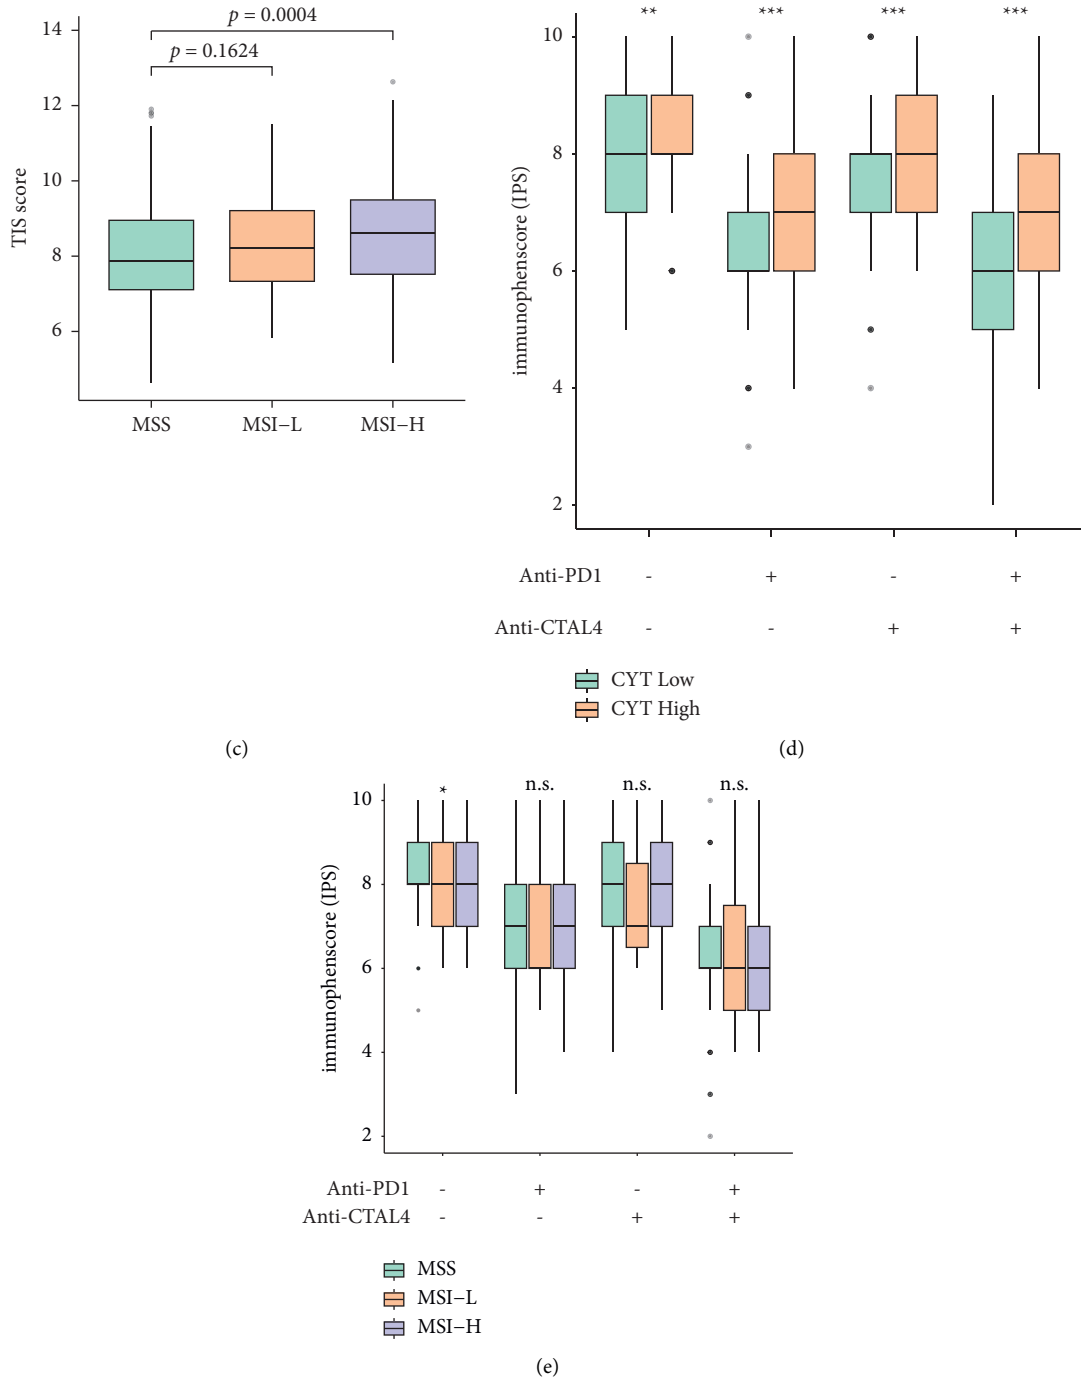 p = 0.0004
p = 0.1624
14
12
10
8
6
TIS score
MSS MSI−L MSI−H
(c)
** *** *** ***
10
8
6
4
2
immunophenscore (IPS)
Anti-PD1 - + - +
Anti-CTAL4 - - + +
CYT Low
CYT High
(d)
* n.s. n.s. n.s.
10
8
6
4
2
immunophenscore (IPS)
Anti-PD1 - + - +
Anti-CTAL4 - - + +
MSS
MSI−L
MSI−H
(e)